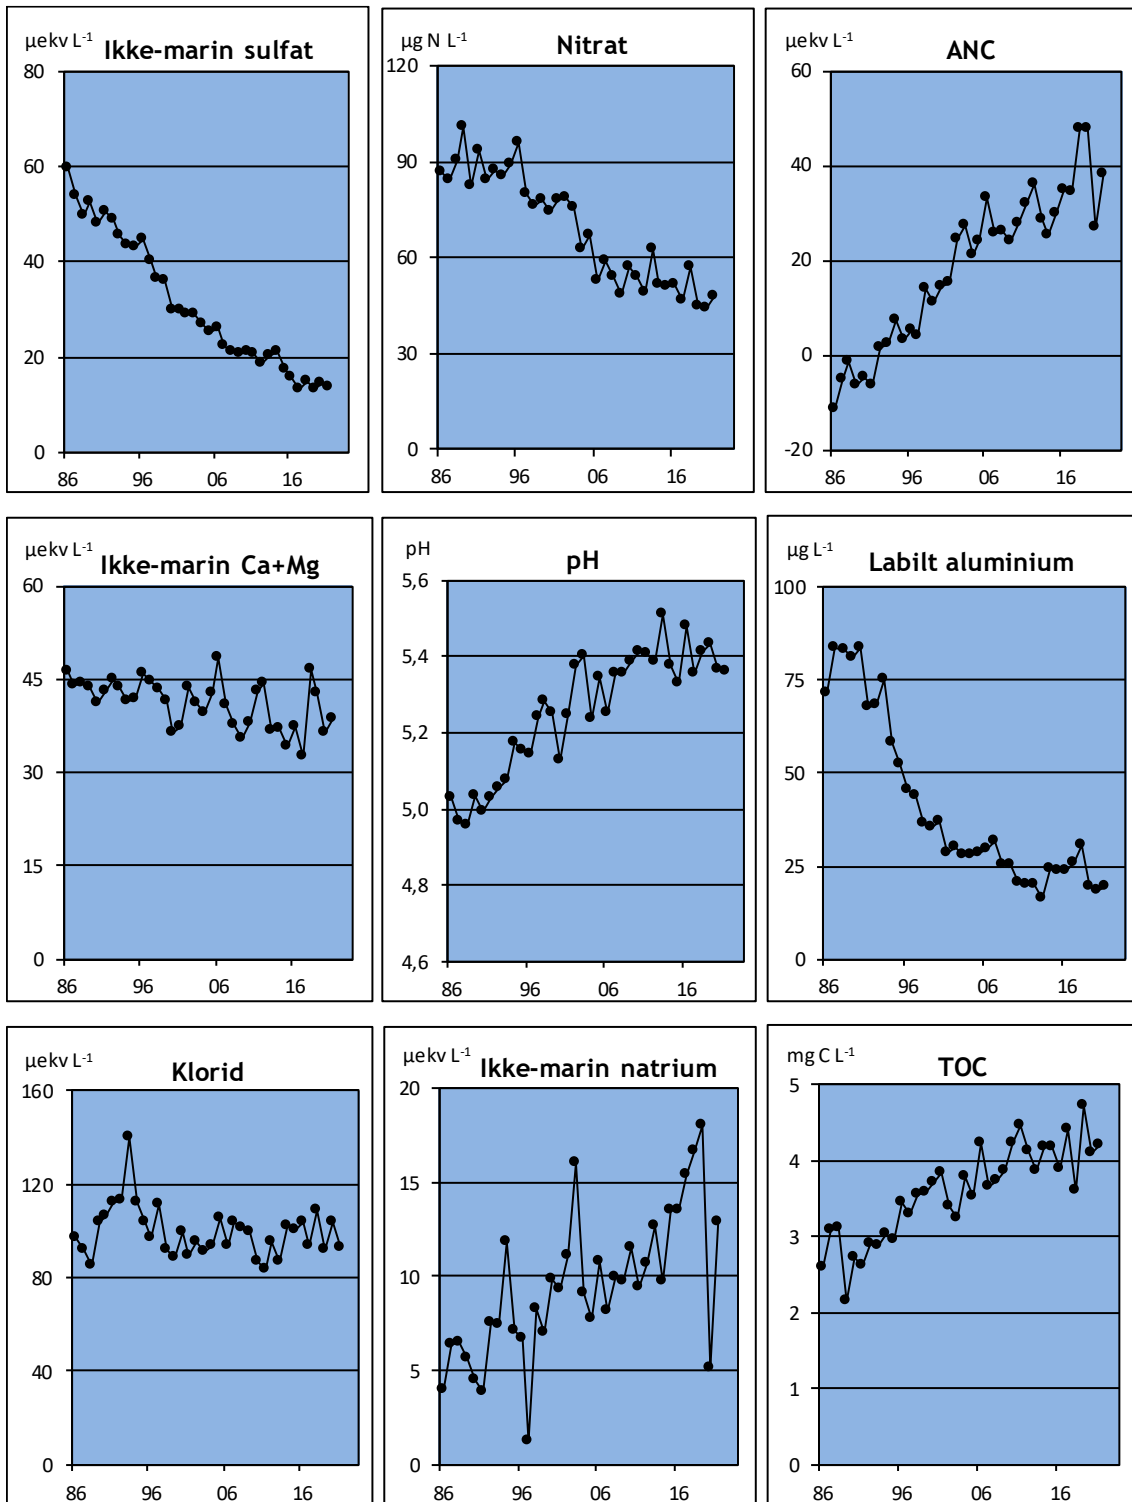 µekv L-1
Ikke-marin sulfat
80
60
40
20
0
86 96 06 16
µg N L-1
Nitrat
120
90
60
30
0
86 96 06 16
µekv L-1
ANC
60
40
20
0
-20
86 96 06 16
µekv L-1
Ikke-marin Ca+Mg
60
45
30
15
0
86 96 06 16
pH
pH
5,6
5,4
5,2
5,0
4,8
4,6
86 96 06 16
µg L-1
Labilt aluminium
100
75
50
25
0
86 96 06 16
µekv L-1
Klorid
160
120
80
40
0
86 96 06 16
µekv L-1
Ikke-marin natrium
20
15
10
5
0
86 96 06 16
mg C L-1
TOC
5
4
3
2
1
0
86 96 06 16